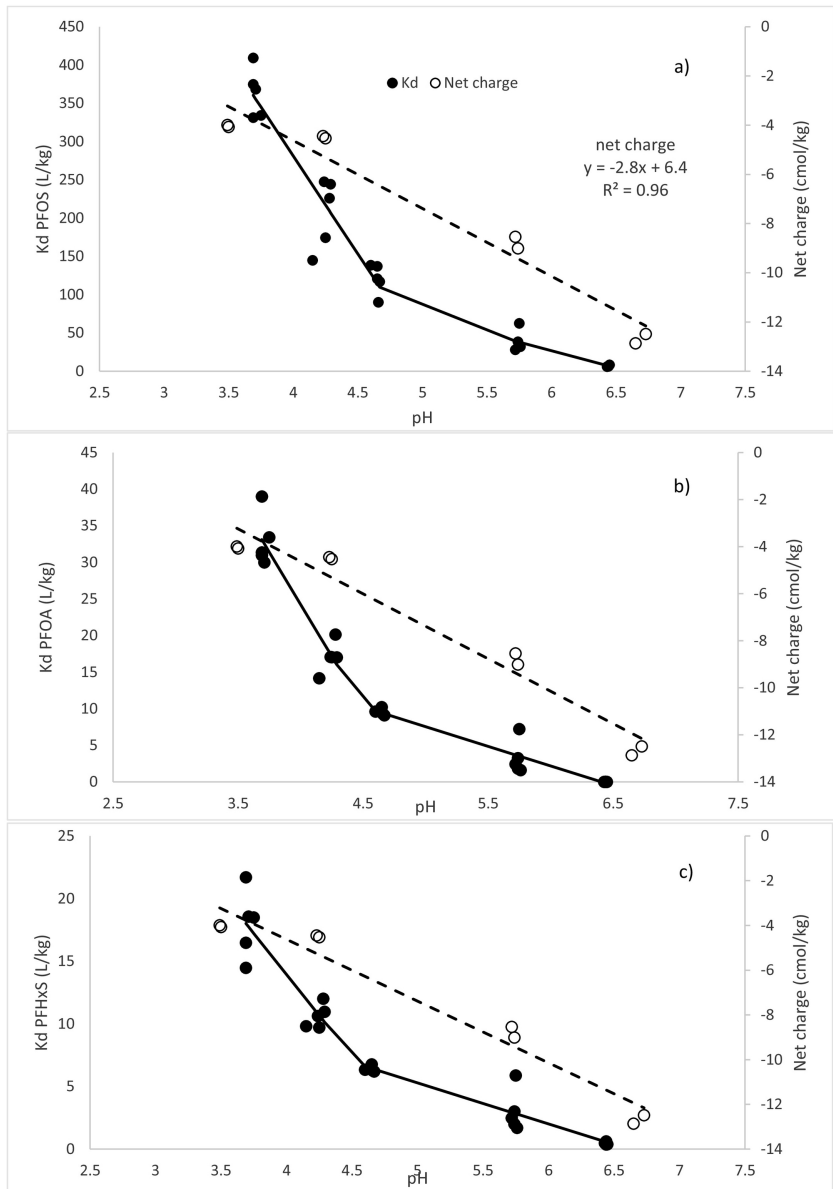 a)
Kd Net charge
net charge
y = -2.8x + 6.4
R² = 0.96
Kd PFOS (L/kg)
450
400
350
300
250
200
150
100
50
0
Net charge (cmol/kg)
0
-2
-4
-6
-8
-10
-12
-14
2.5 3.5 4 4.5 5 5.5 6 6.5 7 7.5
pH
b)
Kd PFOA (L/kg)
45
40
35
30
25
20
15
10
5
0
Net charge (cmol/kg)
0
-2
-4
-6
-8
-10
-12
-14
2.5 3.5 4.5 5.5 6.5 7.5
pH
c)
Kd PFHxS (L/kg)
25
20
15
10
5
0
Net charge (cmol/kg)
0
-2
-4
-6
-8
-10
-12
-14
2.5 3.5 4 4.5 5 5.5 6 6.5 7 7.5
pH